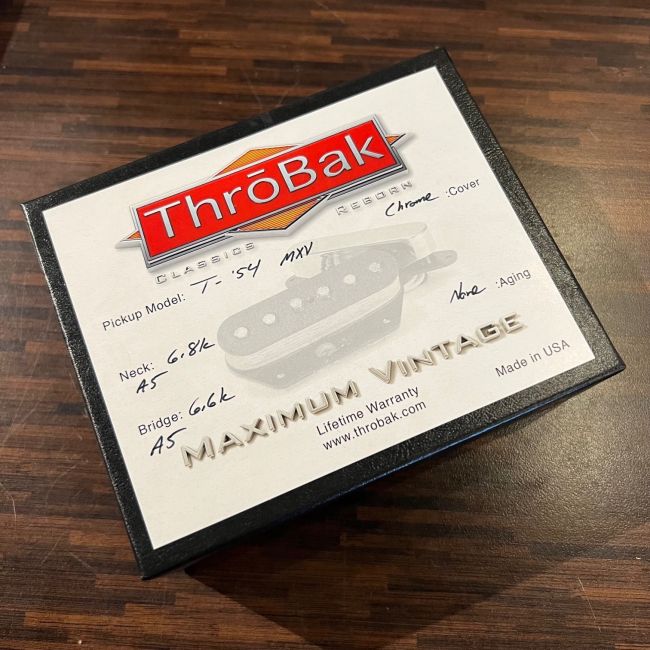 ThrōBak
CLASSICS REBORN
Chrome :Cover
Pickup Model: T-'54 MXV
None :Aging
Neck: 6.8k
A5
Bridge: 6.6k
A5
MAXIMUM VINTAGE
Made in USA
Lifetime Warranty
www.throbak.com